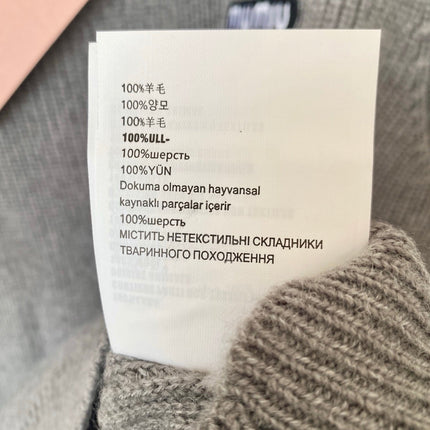 100%羊毛
100%양모
100%羊毛
100%ULL-
100%шерсть
100%YÜN
Dokuma olmayan hayvansal
kaynaklı parçalar içerir
100%шерсть
МІСТИТЬ НЕТЕКСТИЛЬНІ СКЛАДНИКИ
ТВАРИННОГО ПОХОДЖЕННЯ